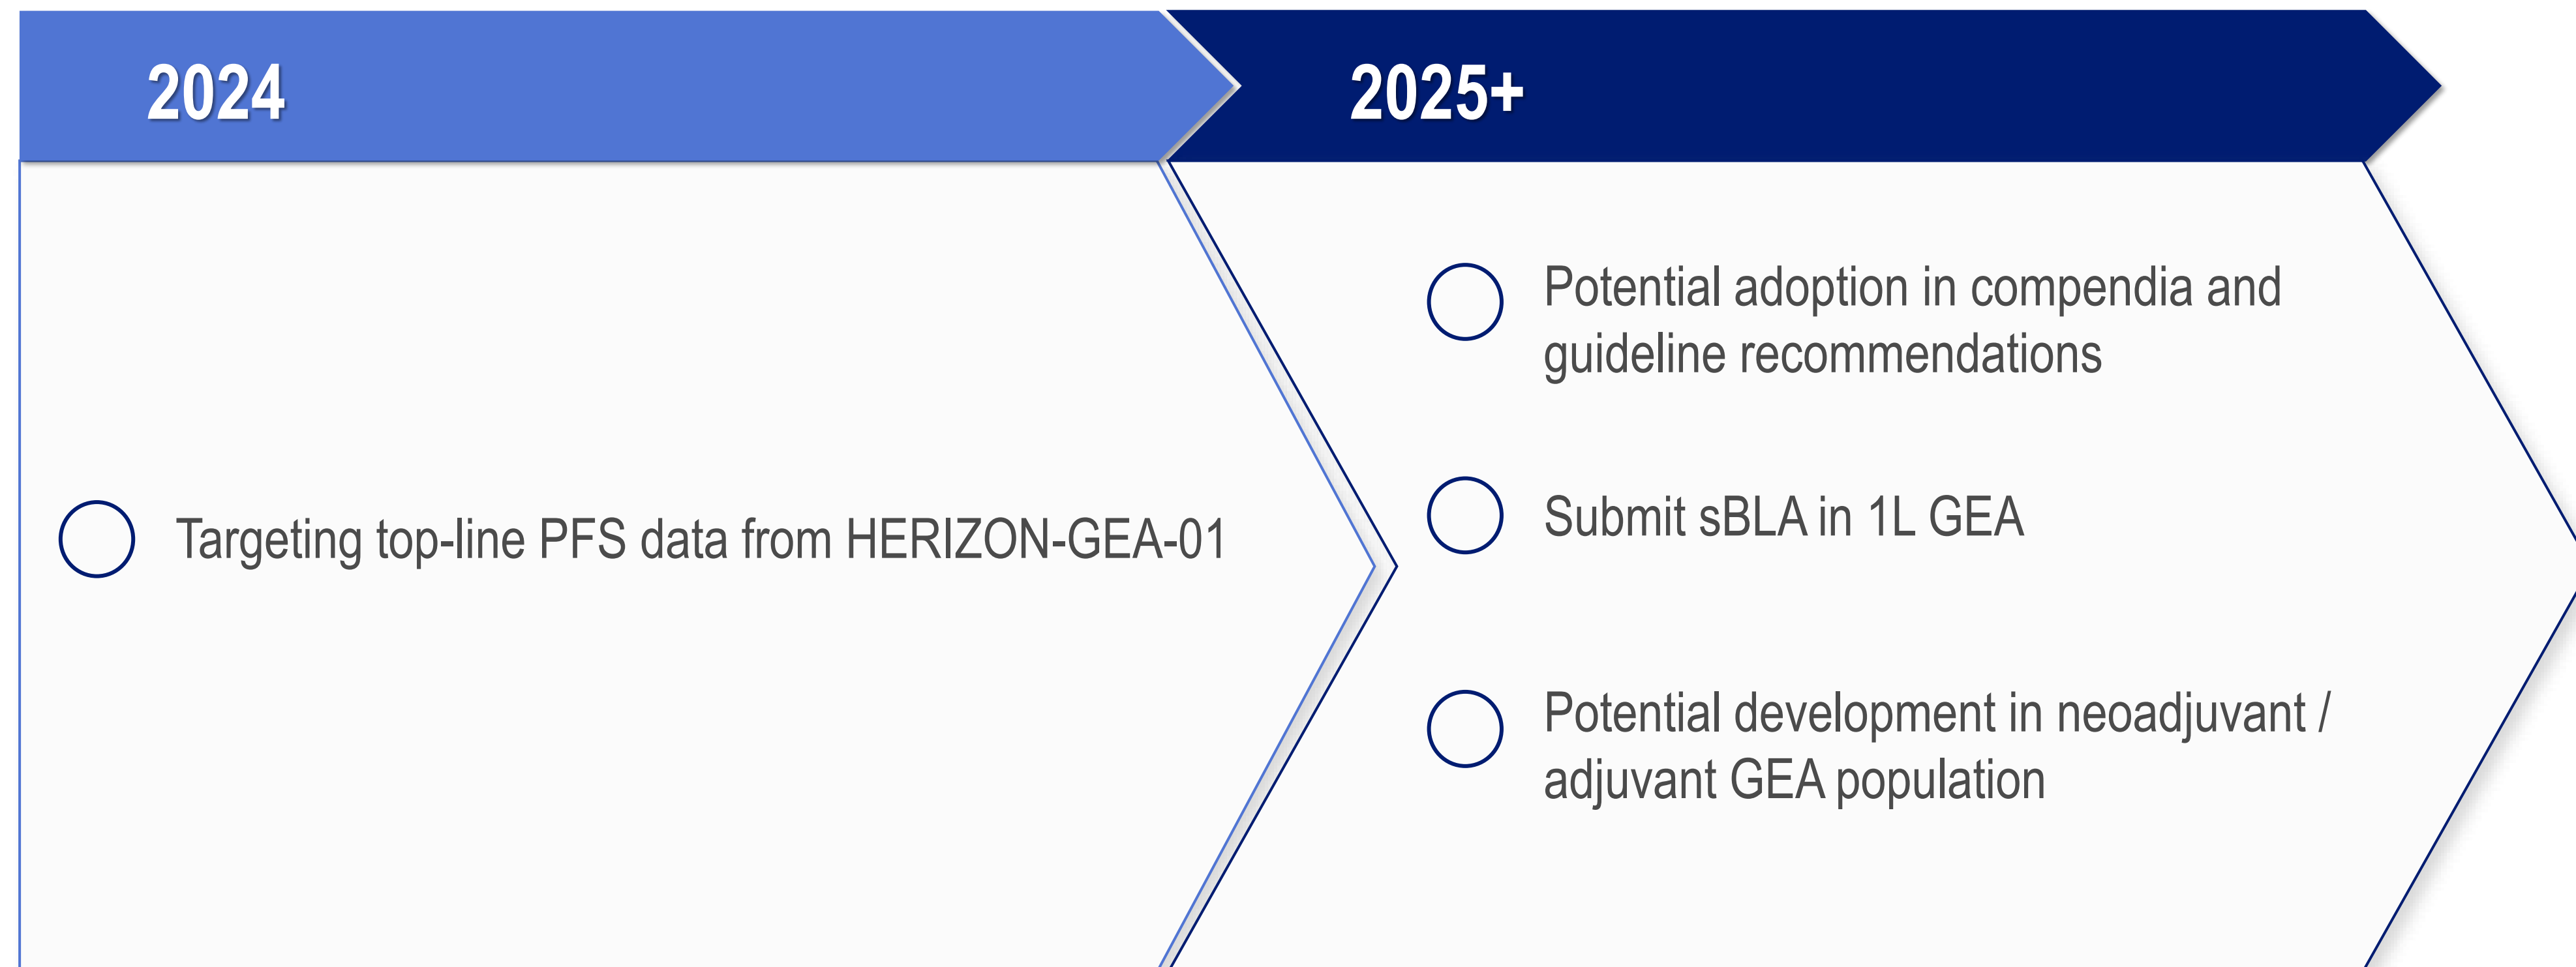 2024
Targeting top-line PFS data from HERIZON-GEA-01
2025+
Potential adoption in compendia and
guideline recommendations
Submit sBLA in 1L GEA
Potential development in neoadjuvant /
adjuvant GEA population